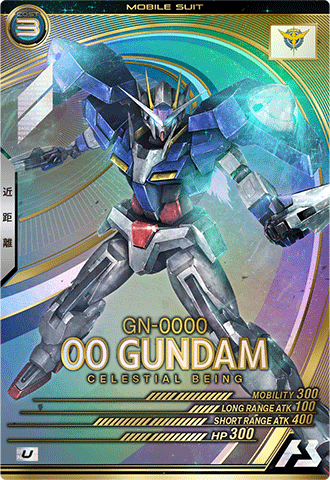 MOBILE SUIT
3
近距離
GN-0000
00 GUNDAM
CELESTIAL BEING
MOBILITY 300
LONG RANGE ATK 100
SHORT RANGE ATK 400
HP 300
U